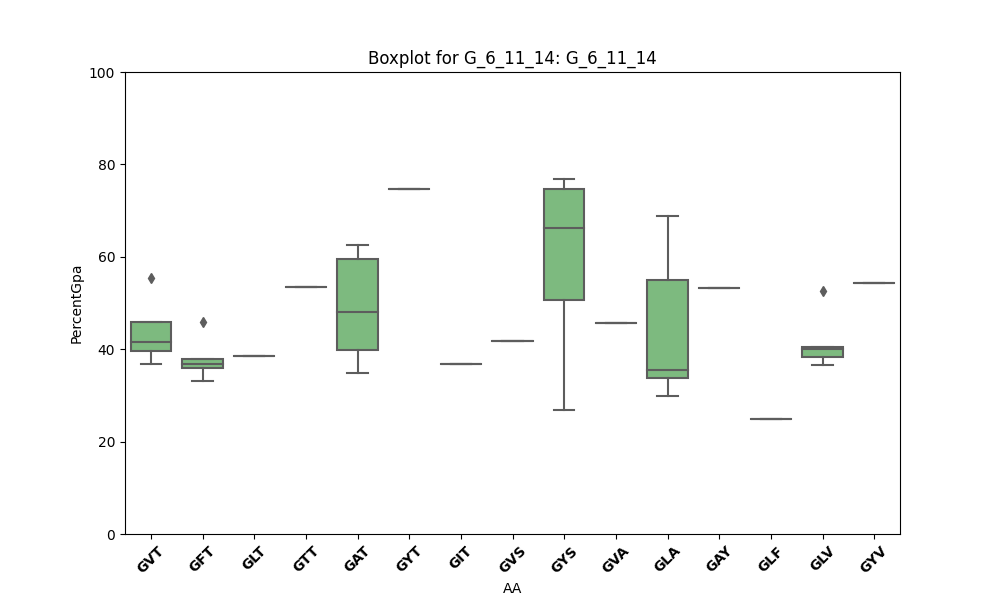 Boxplot for G_6_11_14: G_6_11_14
100
80
60
40
20
0
PercentGpa
GVT GFT GLT GTT GAT GYT GIT GVS GYS GVA GLA GAY GLF GLV GYV
AA